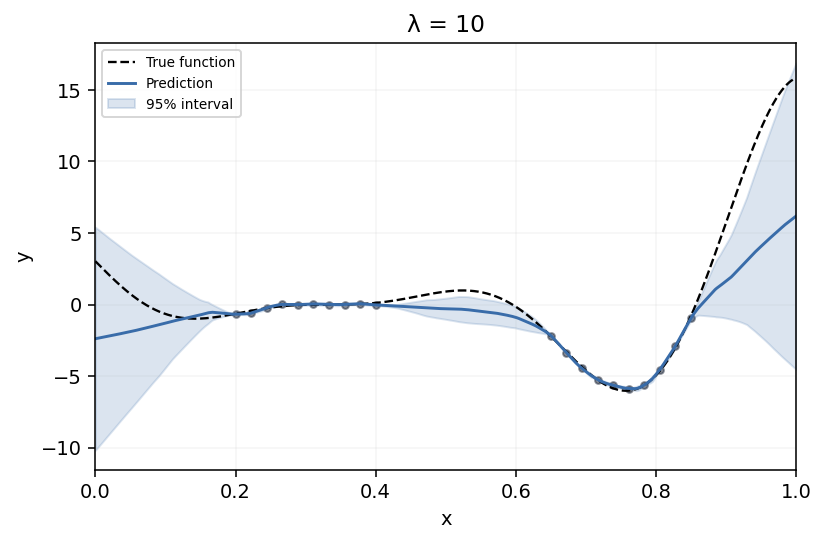 λ = 10
True function
Prediction
95% interval
15
10
5
0
−5
−10
y
0.0 0.2 0.4 0.6 0.8 1.0
x